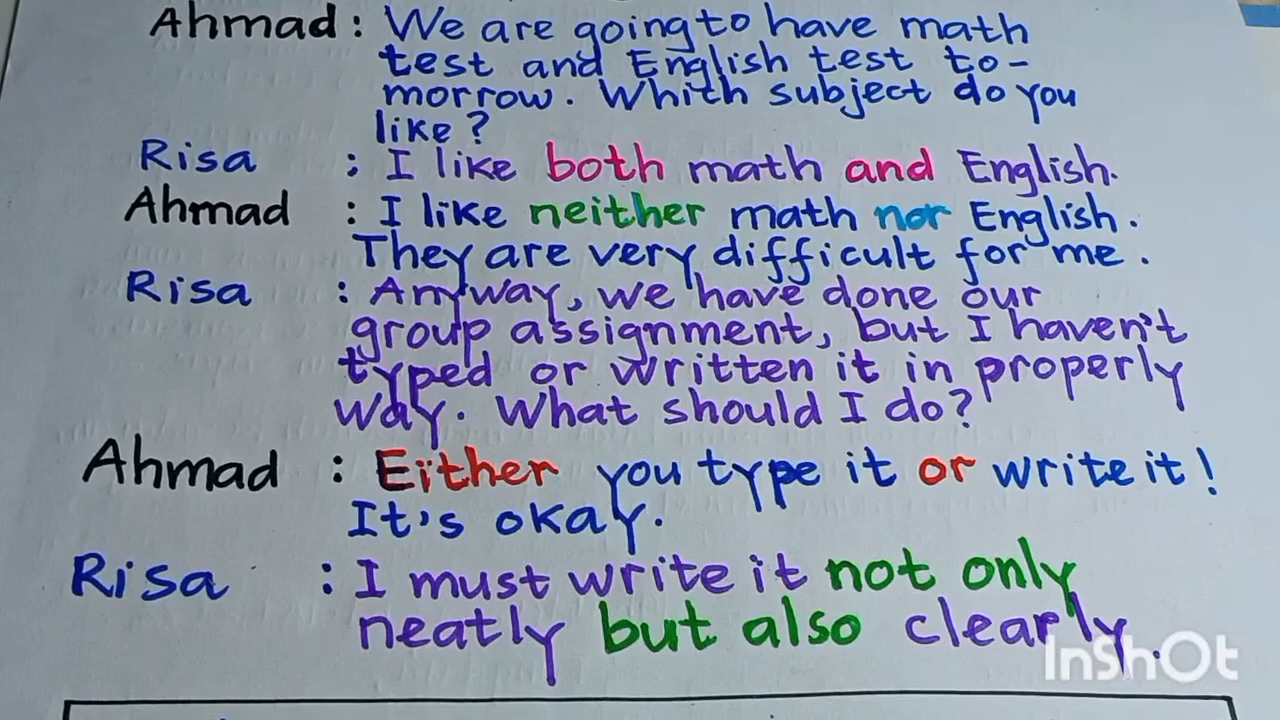 Ahmad : We are going to have math
test and English test to-
morrow. Which subject do you
like?
Risa : I like both math and English.
Ahmad : I like neither math nor English.
They are very difficult for me.
Risa : Anyway, we have done our
group assignment, but I haven't
typed or written it in properly
way. What should I do?
Ahmad : Either you type it or write it!
It's okay.
Risa : I must write it not only
neatly but also clearly.
InShOt